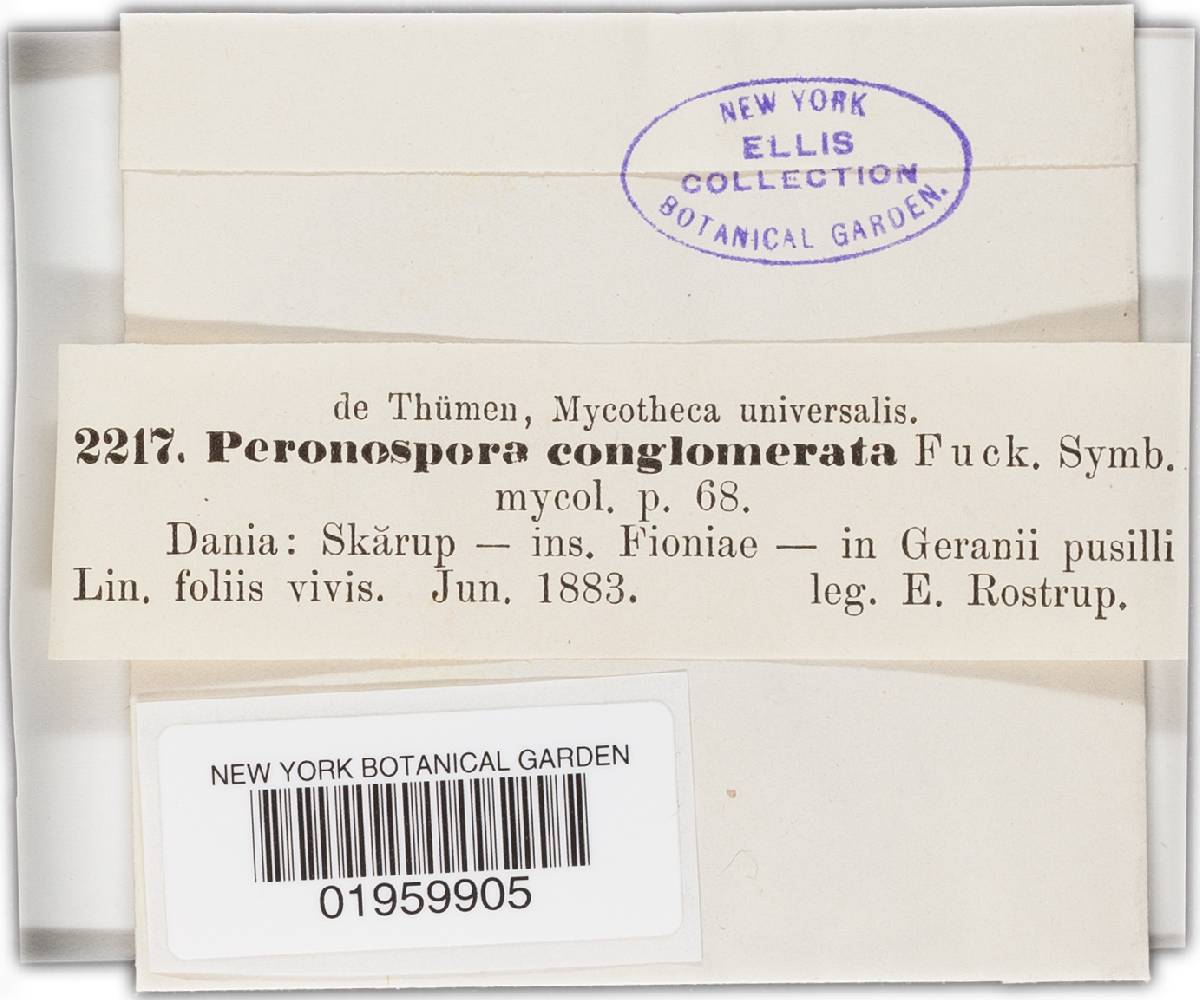 NEW YORK
ELLIS
COLLECTION
BOTANICAL GARDEN.
de Thümen, Mycotheca universalis.
2217. Peronospora conglomerata Fuck. Symb.
mycol. p. 68.
Dania: Skărup — ins. Fioniae — in Geranii pusilli
Lin. foliis vivis. Jun. 1883. leg. E. Rostrup.
NEW YORK BOTANICAL GARDEN
01959905